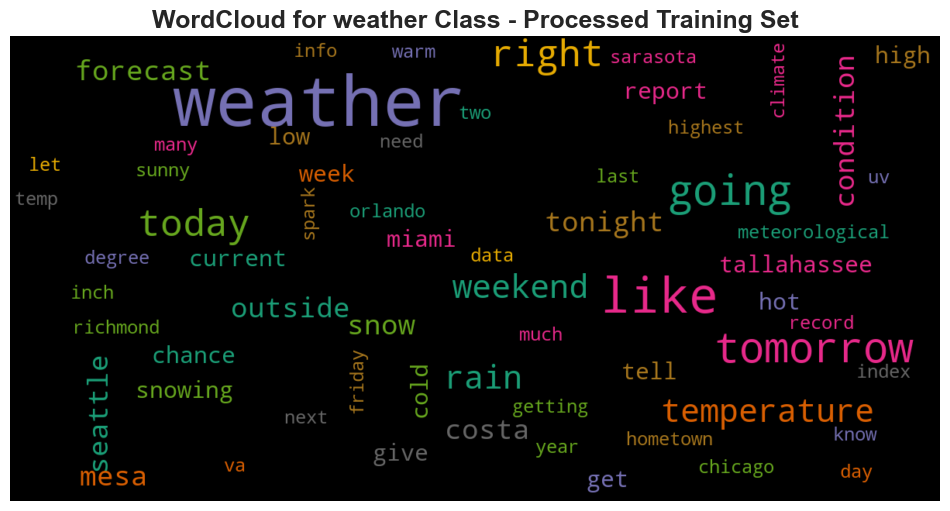 WordCloud for weather Class - Processed Training Set
info
warm
right
sarasota
climate
high
forecast
weather
two
report
condition
highest
many
low
need
let
sunny
week
last
going
uv
temp
spark
orlando
today
tonight
meteorological
miami
degree
current
data
tallahassee
inch
weekend
like
hot
outside
richmond
snow
much
record
tomorrow
chance
seattle
snowing
friday
cold
rain
tell
index
getting
temperature
next
costa
hometown
know
give
year
mesa
va
get
chicago
day